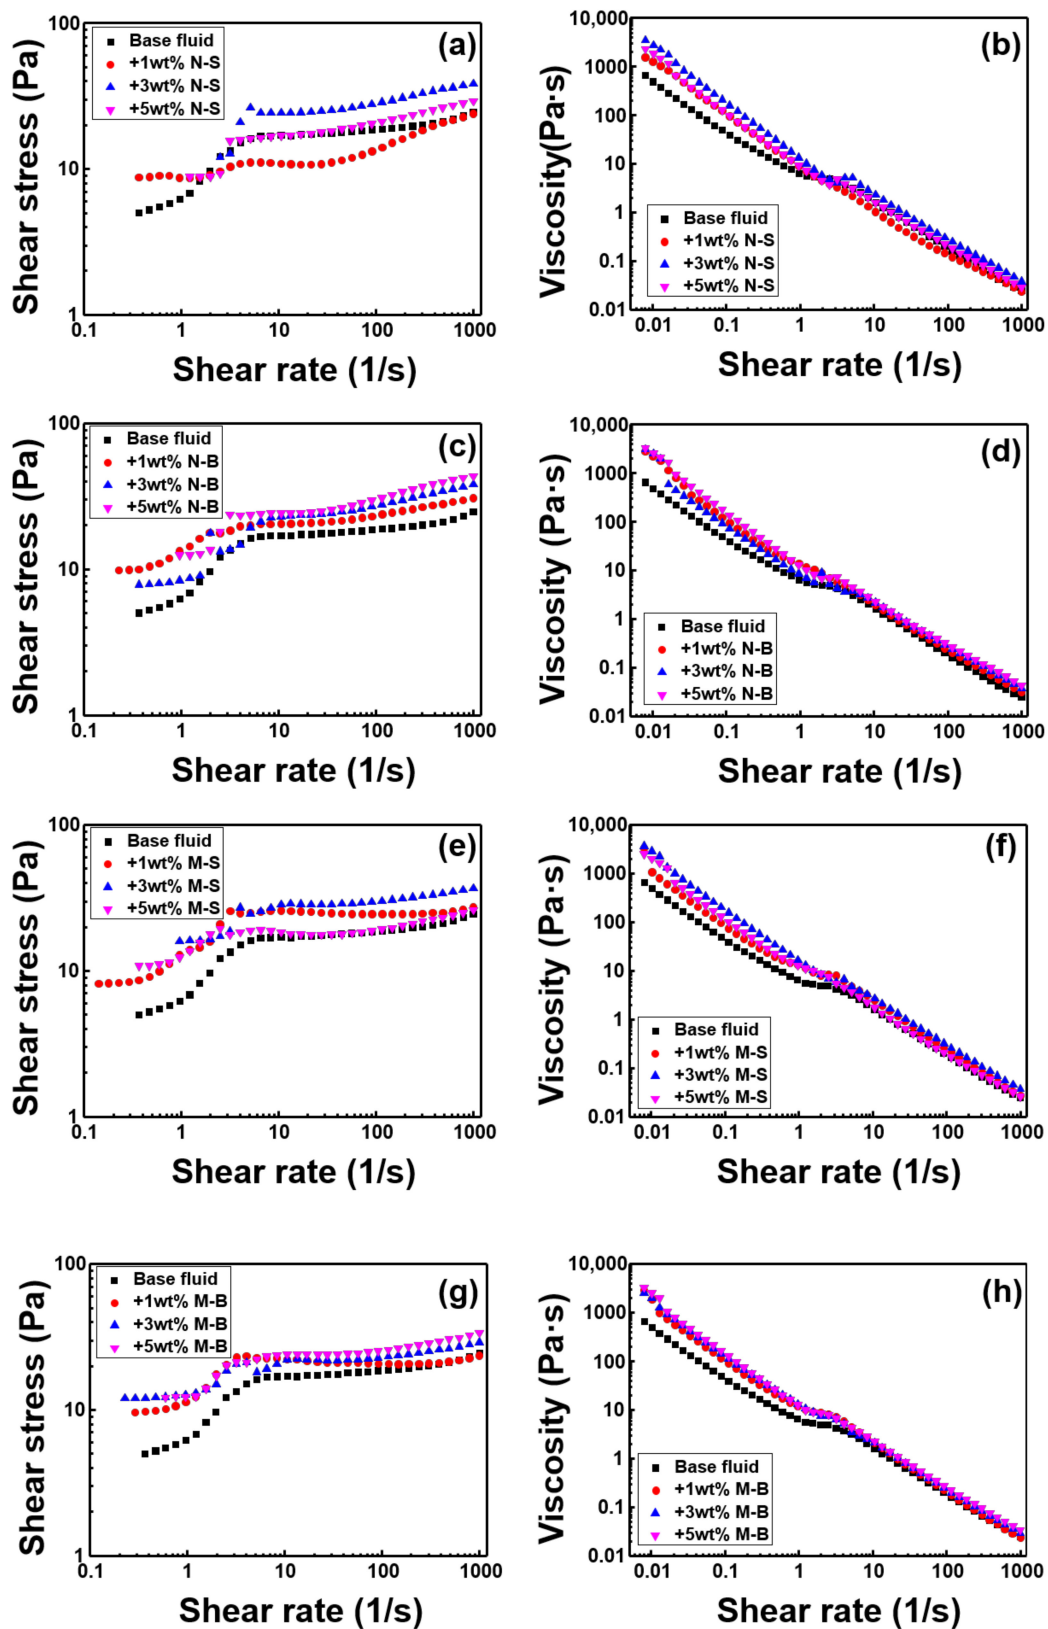 (a)
Shear stress (Pa)
100
10
1
Base fluid
+1wt% N-S
+3wt% N-S
+5wt% N-S
0.1 1 10 100 1000
Shear rate (1/s)
(b)
Viscosity(Pa·s)
10,000
1000
100
10
1
0.1
0.01
Base fluid
+1wt% N-S
+3wt% N-S
+5wt% N-S
0.01 0.1 1 10 100 1000
Shear rate (1/s)
(c)
Shear stress (Pa)
100
10
1
Base fluid
+1wt% N-B
+3wt% N-B
+5wt% N-B
0.1 1 10 100 1000
Shear rate (1/s)
(d)
Viscosity (Pa·s)
10,000
1000
100
10
1
0.1
0.01
Base fluid
+1wt% N-B
+3wt% N-B
+5wt% N-B
0.01 0.1 1 10 100 1000
Shear rate (1/s)
(e)
Shear stress (Pa)
100
10
1
Base fluid
+1wt% M-S
+3wt% M-S
+5wt% M-S
0.1 1 10 100 1000
Shear rate (1/s)
(f)
Viscosity (Pa·s)
10,000
1000
100
10
1
0.1
0.01
Base fluid
+1wt% M-S
+3wt% M-S
+5wt% M-S
0.01 0.1 1 10 100 1000
Shear rate (1/s)
(g)
Shear stress (Pa)
100
10
1
Base fluid
+1wt% M-B
+3wt% M-B
+5wt% M-B
0.1 1 10 100 1000
Shear rate (1/s)
(h)
Viscosity (Pa·s)
10,000
1000
100
10
1
0.1
0.01
Base fluid
+1wt% M-B
+3wt% M-B
+5wt% M-B
0.01 0.1 1 10 100 1000
Shear rate (1/s)